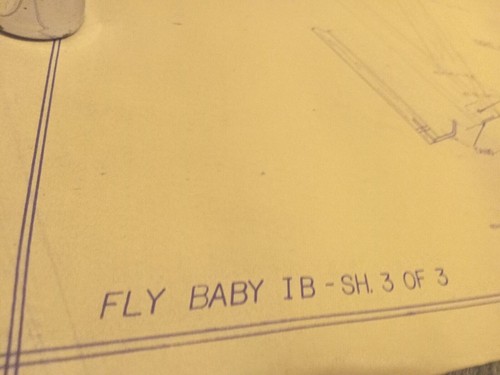 FLY BABY IB - SH. 3 OF 3